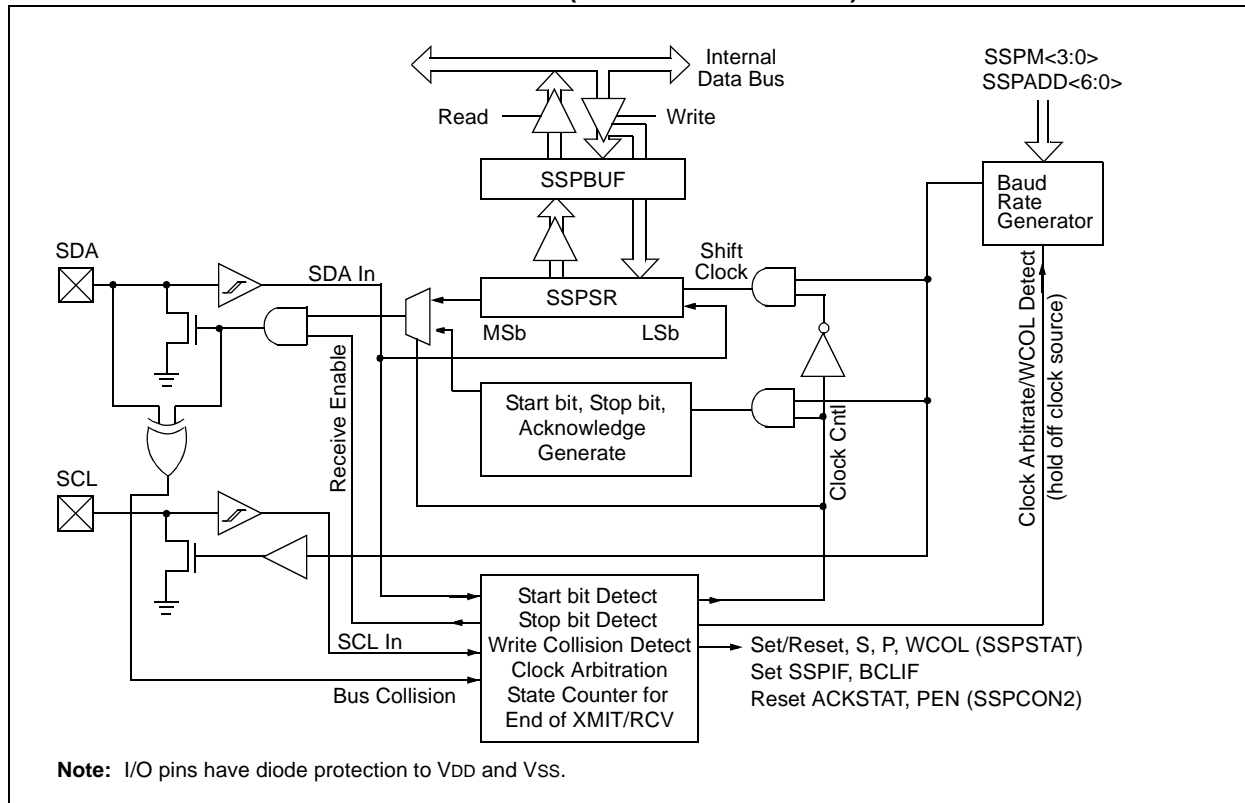 Internal
Data Bus
SSPM<3:0>
SSPADD<6:0>
Read
Write
SSPBUF
Baud
Rate
Generator
SDA
SDA In
Shift
Clock
SSPSR
MSb
LSb
Receive Enable
Start bit, Stop bit,
Acknowledge
Generate
Clock Cntl
Clock Arbitrate/WCOL Detect
(hold off clock source)
SCL
SCL In
Bus Collision
Start bit Detect
Stop bit Detect
Write Collision Detect
Clock Arbitration
State Counter for
End of XMIT/RCV
Set/Reset, S, P, WCOL (SSPSTAT)
Set SSPIF, BCLIF
Reset ACKSTAT, PEN (SSPCON2)
Note: I/O pins have diode protection to VDD and VSS.